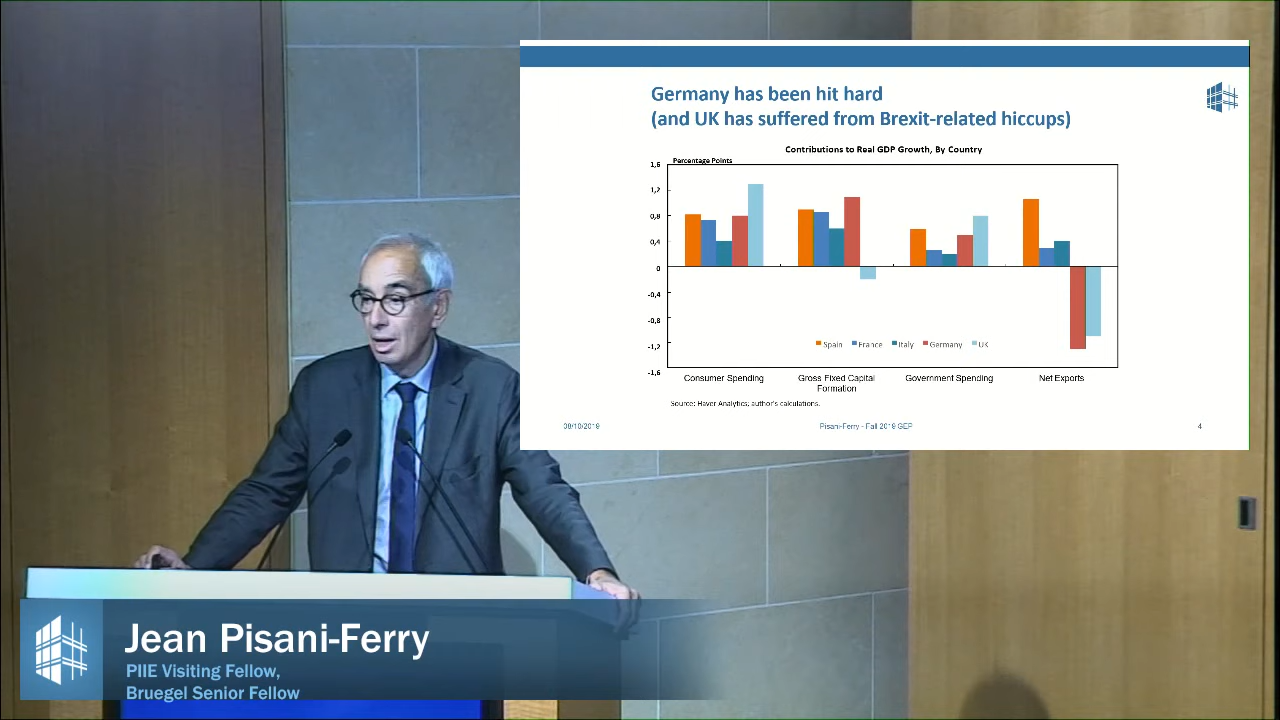 Germany has been hit hard
(and UK has suffered from Brexit-related hiccups)
Contributions to Real GDP Growth, By Country
Percentage Points
1,6
1,2
0,8
0,4
0
-0,4
-0,8
-1,2
-1,6
Spain France Italy Germany UK
Consumer Spending
Gross Fixed Capital
Formation
Government Spending
Net Exports
Source: Haver Analytics; author's calculations.
08/10/2019
Pisani-Ferry - Fall 2019 GEP
4
Jean Pisani-Ferry
PIIE Visiting Fellow,
Bruegel Senior Fellow